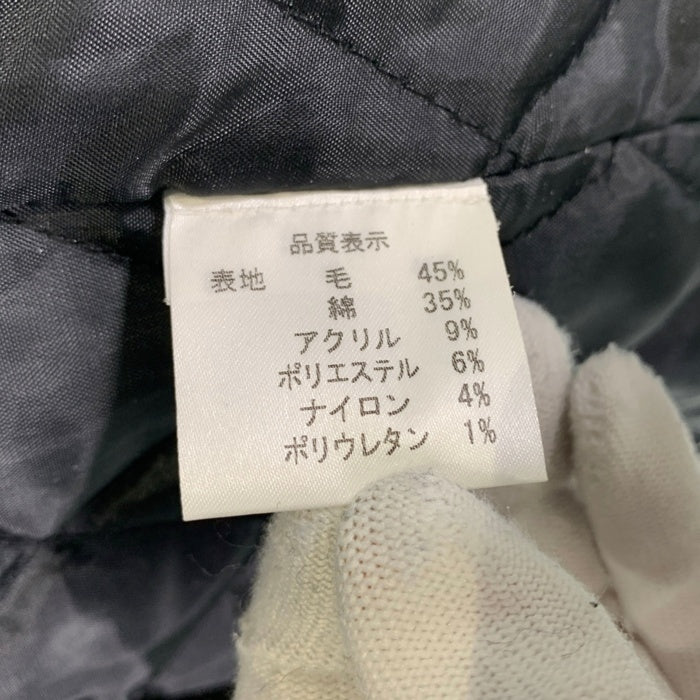 品質表示
表地 毛 45%
綿 35%
アクリル 9%
ポリエステル 6%
ナイロン 4%
ポリウレタン 1%